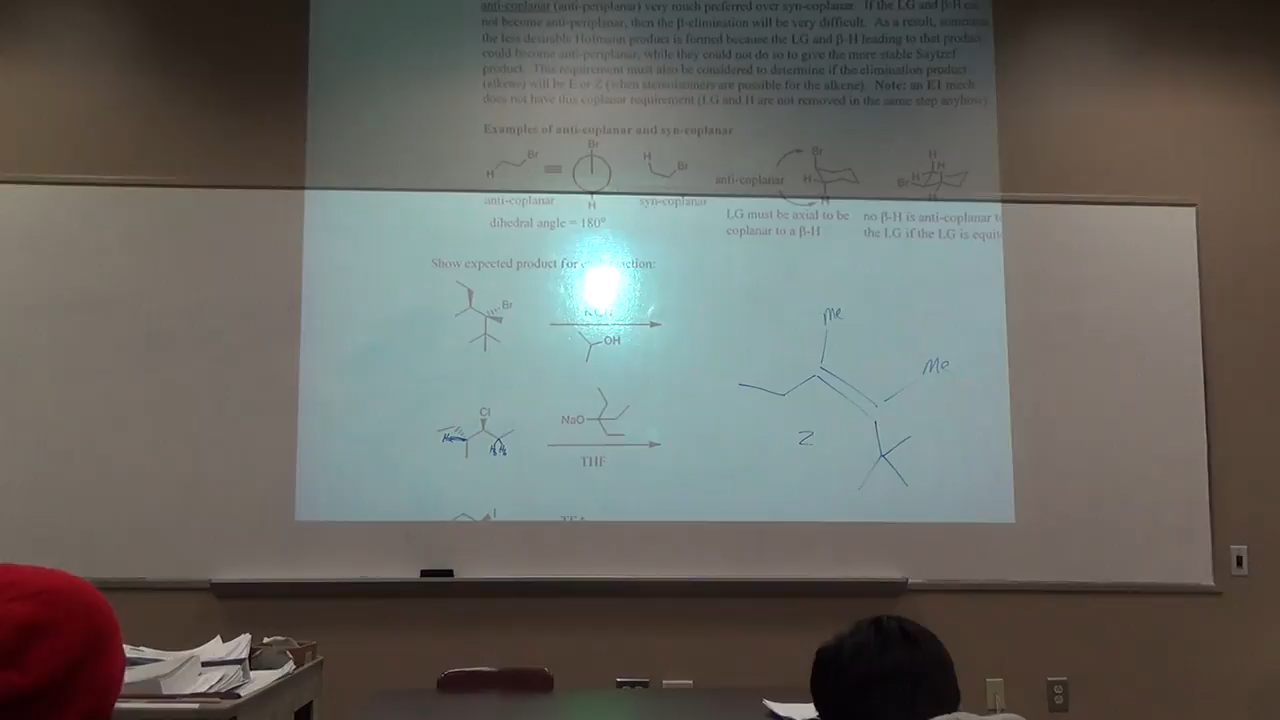 anti-coplanar (anti-periplanar) very much preferred over syn-coplanar. If the LG and β-H can
not become anti-periplanar, then the β-elimination will be very difficult. As a result,
the less desirable Hofmann product is formed because the LG and β-H leading to that product
could become anti-periplanar, while they could not do so to give the more stable Saytzef
product. This requirement must also be considered to determine if the elimination product
(alkene) will be E or Z (when stereoisomers are possible for the alkene). Note: an E1 mech
does not have this coplanar requirement (LG and H are not removed in the same step anyhow).
Examples of anti-coplanar and syn-coplanar
Br
H
Br
H
H
Br
anti-coplanar
syn-coplanar
dihedral angle = 180°
anti-coplanar
Br
H
H
LG must be axial to be
coplanar to a β-H
H
H
H
Br
H
no β-H is anti-coplanar
the LG if the LG is
Show expected product for
Br
OH
Me
Me
Z
Cl
H
H
H
NaO
THF
I